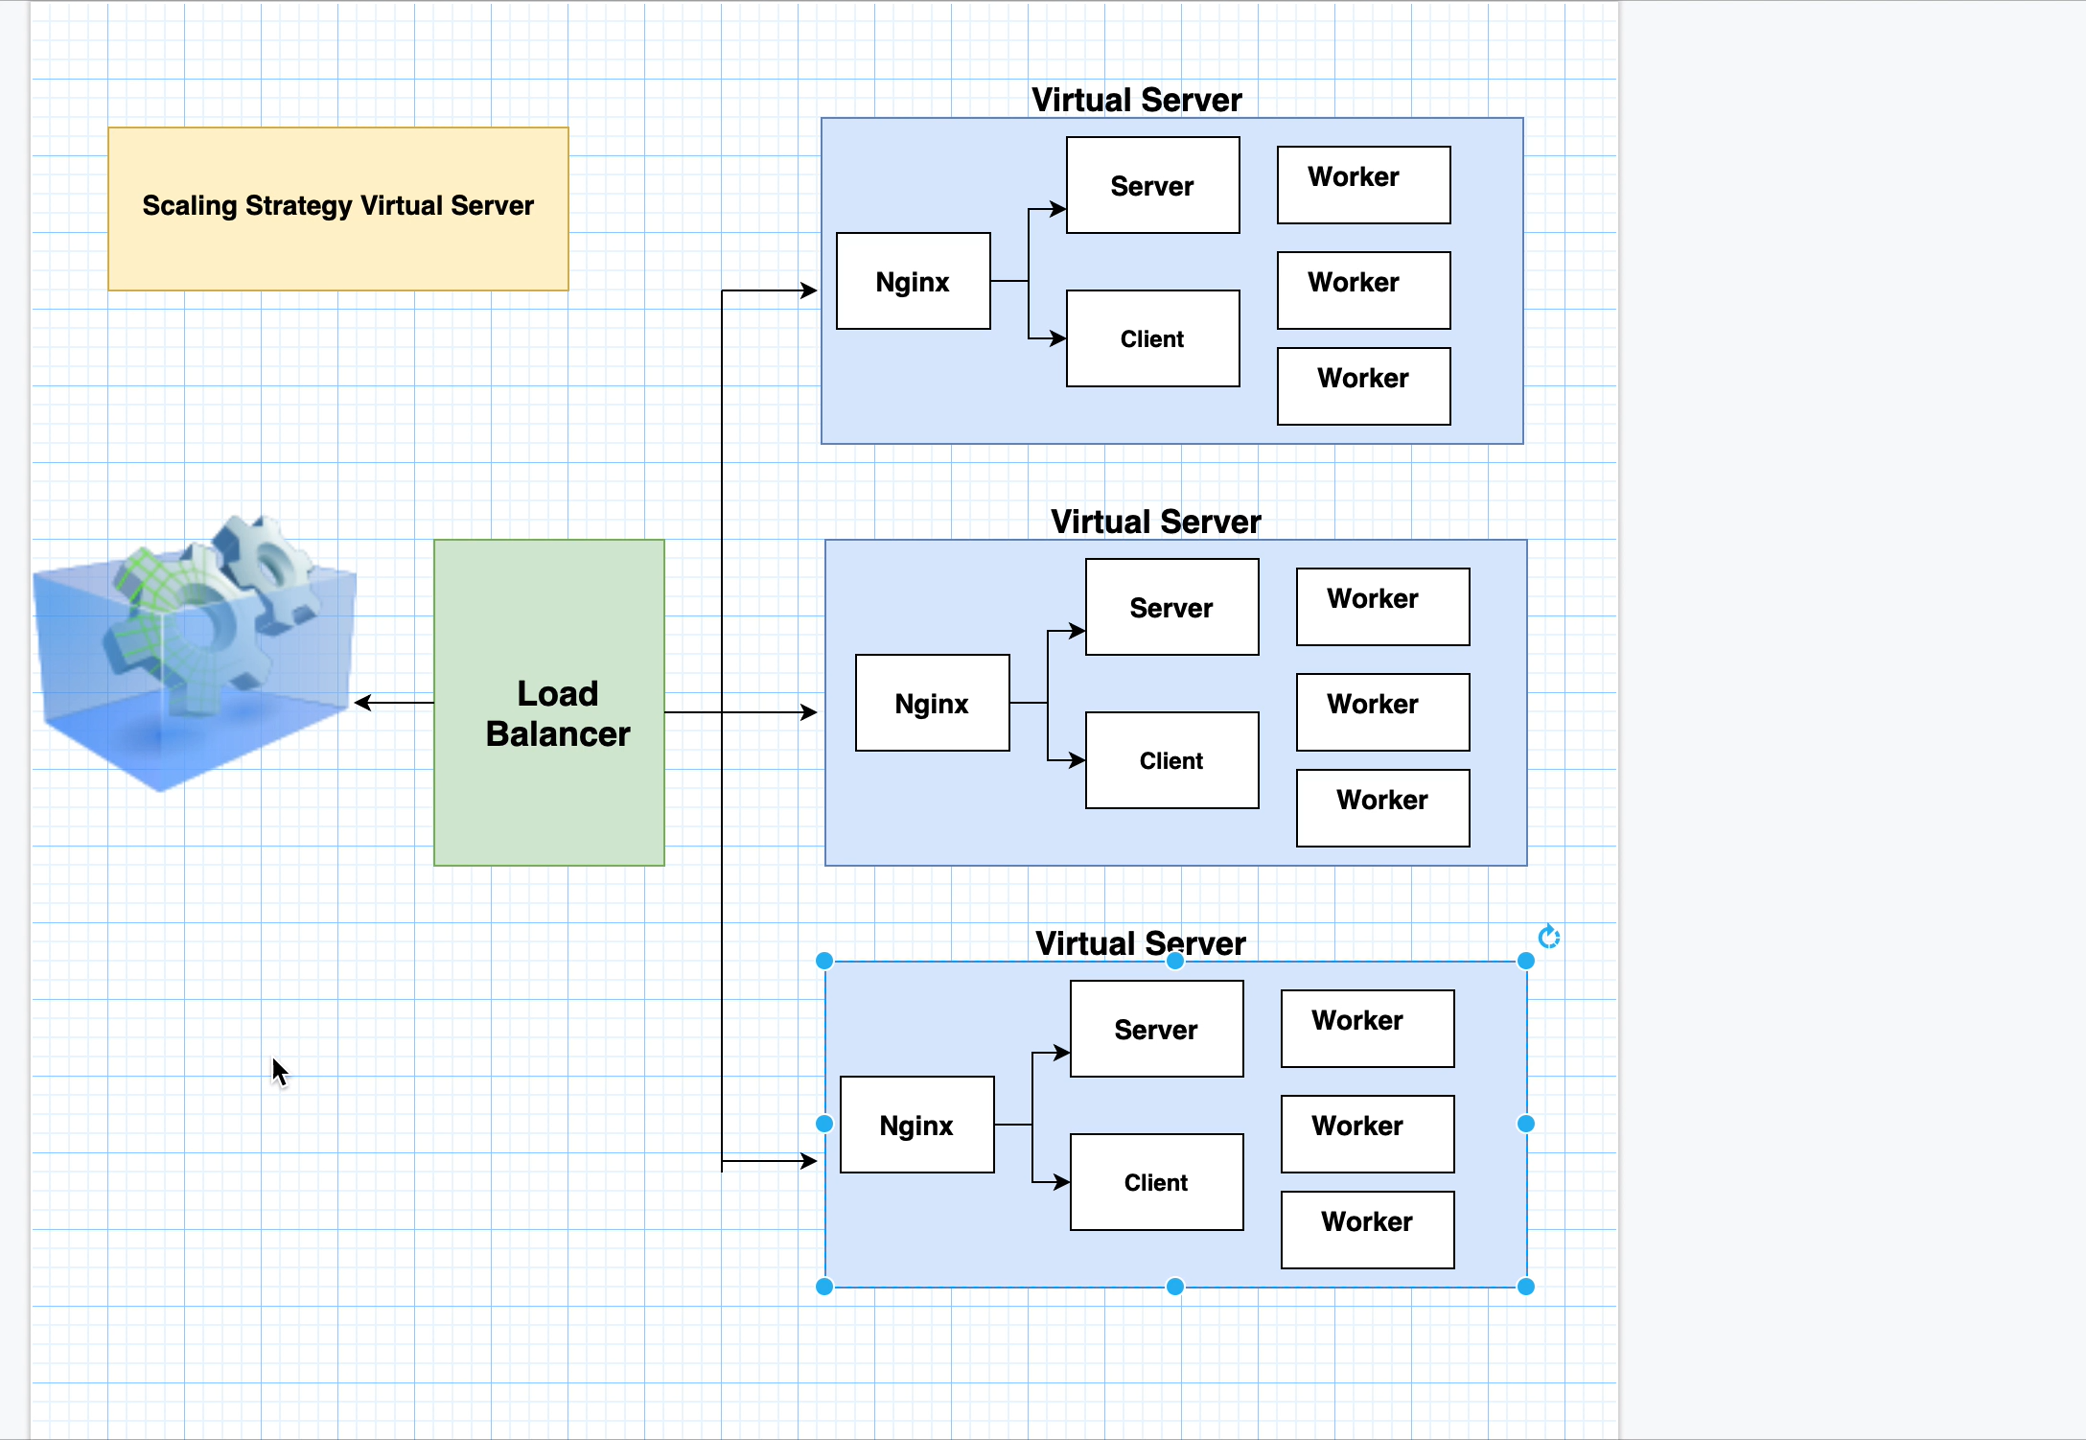 Scaling Strategy Virtual Server
Load
Balancer
Virtual Server
Nginx
Server
Client
Worker
Worker
Worker
Virtual Server
Nginx
Server
Client
Worker
Worker
Worker
Virtual Server
Nginx
Server
Client
Worker
Worker
Worker